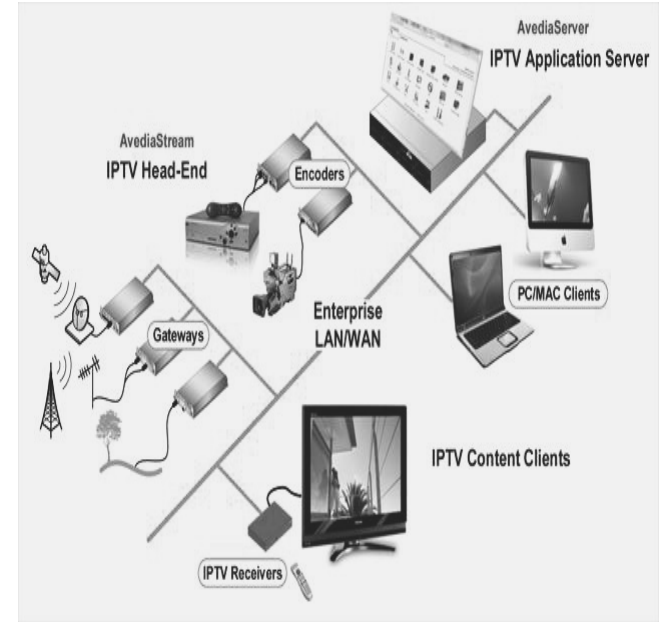 AvediaServer
IPTV Application Server
AvediaStream
IPTV Head-End
Encoders
PC/MAC Clients
Enterprise
LAN/WAN
Gateways
IPTV Content Clients
IPTV Receivers